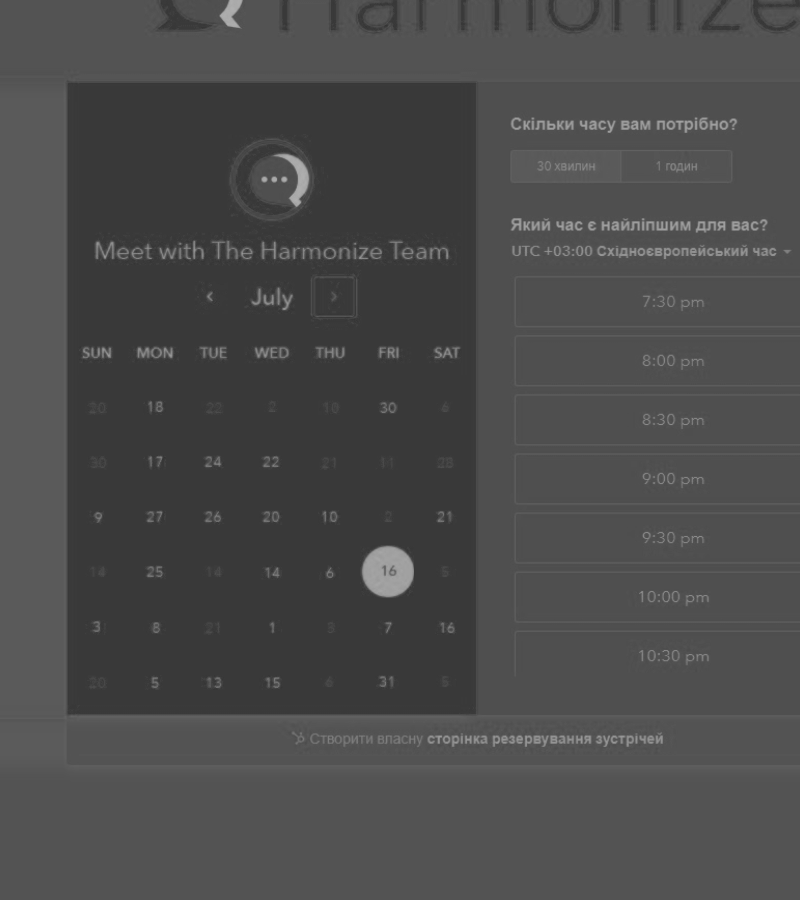 Harmonize
Meet with The Harmonize Team
July
SUN MON TUE WED THU FRI SAT
20 18 22 2 10 30 6
30 17 24 22 21 11 28
9 27 26 20 10 2 21
14 25 14 14 6 16 5
3 8 21 1 3 7 16
20 5 13 15 6 31 5
Скільки часу вам потрібно?
30 хвилин 1 годин
Який час є найліпшим для вас?
UTC +03:00 Східноєвропейський час
7:30 pm
8:00 pm
8:30 pm
9:00 pm
9:30 pm
10:00 pm
10:30 pm
Створити власну сторінка резервування зустрічей